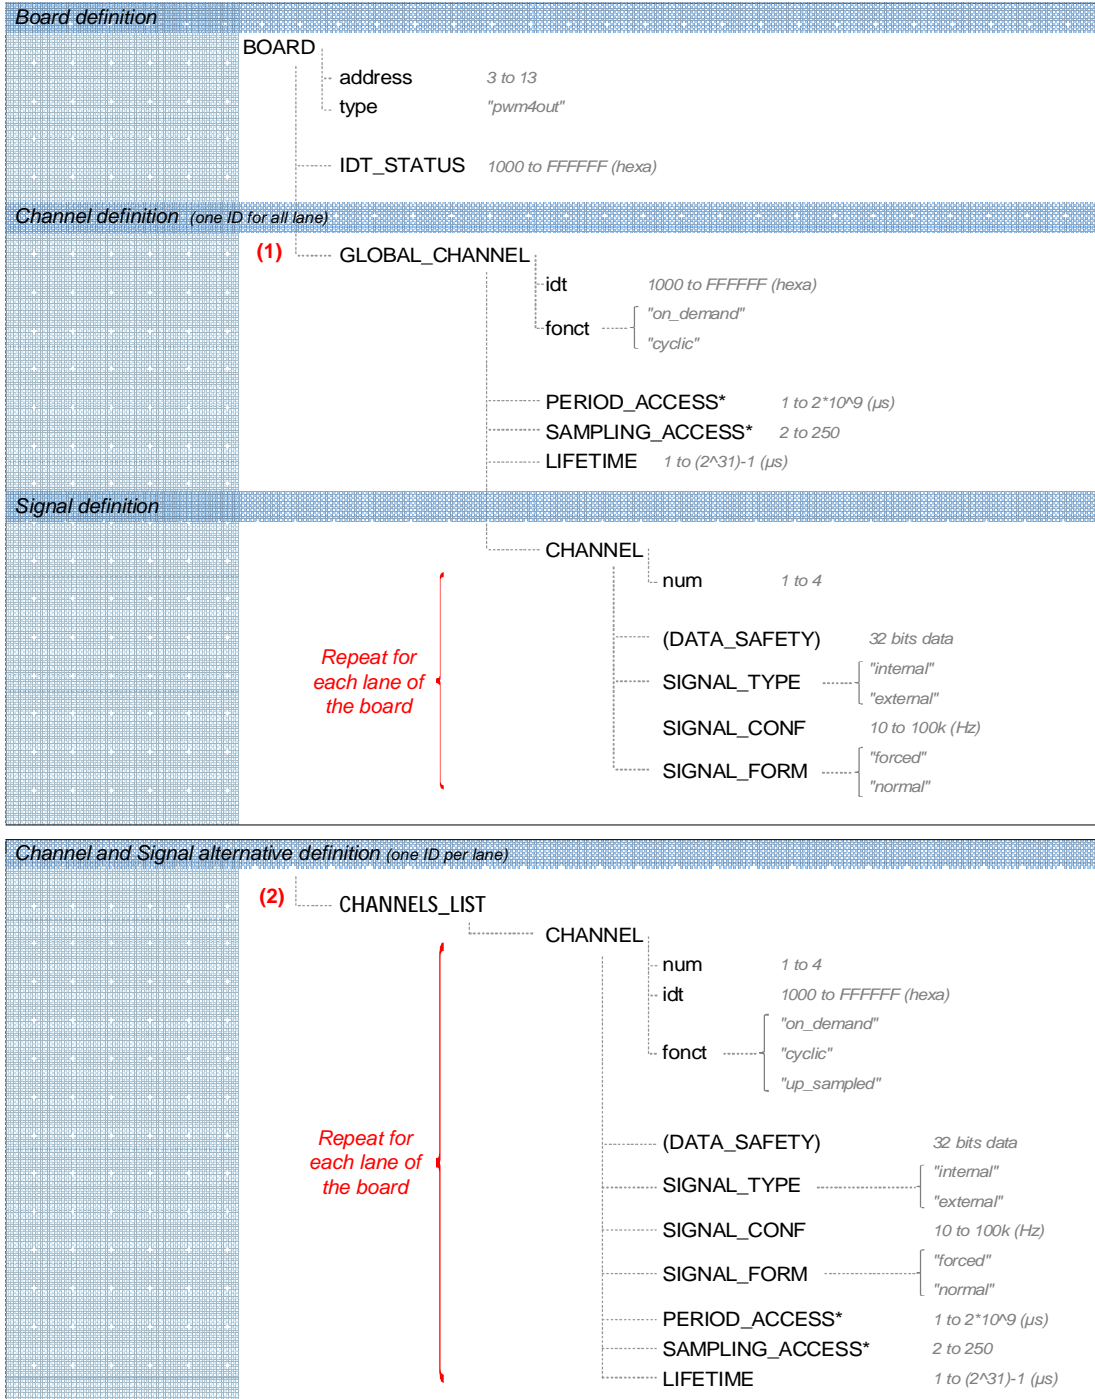 Board definition
BOARD
address 3 to 13
type "pwm4out"
IDT_STATUS 1000 to FFFFFF (hexa)
Channel definition (one ID for all lane)
(1) GLOBAL_CHANNEL
idt 1000 to FFFFFF (hexa)
"on_demand"
fonct
"cyclic"
PERIOD_ACCESS* 1 to 2*10^9 (µs)
SAMPLING_ACCESS* 2 to 250
LIFETIME 1 to (2^31)-1 (µs)
Signal definition
CHANNEL
num 1 to 4
(DATA_SAFETY) 32 bits data
Repeat for
each lane of
the board
"internal"
SIGNAL_TYPE
"external"
SIGNAL_CONF 10 to 100k (Hz)
"forced"
SIGNAL_FORM
"normal"
Channel and Signal alternative definition (one ID per lane)
(2) CHANNELS_LIST
CHANNEL
num 1 to 4
idt 1000 to FFFFFF (hexa)
"on_demand"
fonct "cyclic"
"up_sampled"
Repeat for
each lane of
the board
(DATA_SAFETY) 32 bits data
"internal"
SIGNAL_TYPE
"external"
SIGNAL_CONF 10 to 100k (Hz)
"forced"
SIGNAL_FORM
"normal"
PERIOD_ACCESS* 1 to 2*10^9 (µs)
SAMPLING_ACCESS* 2 to 250
LIFETIME 1 to (2^31)-1 (µs)